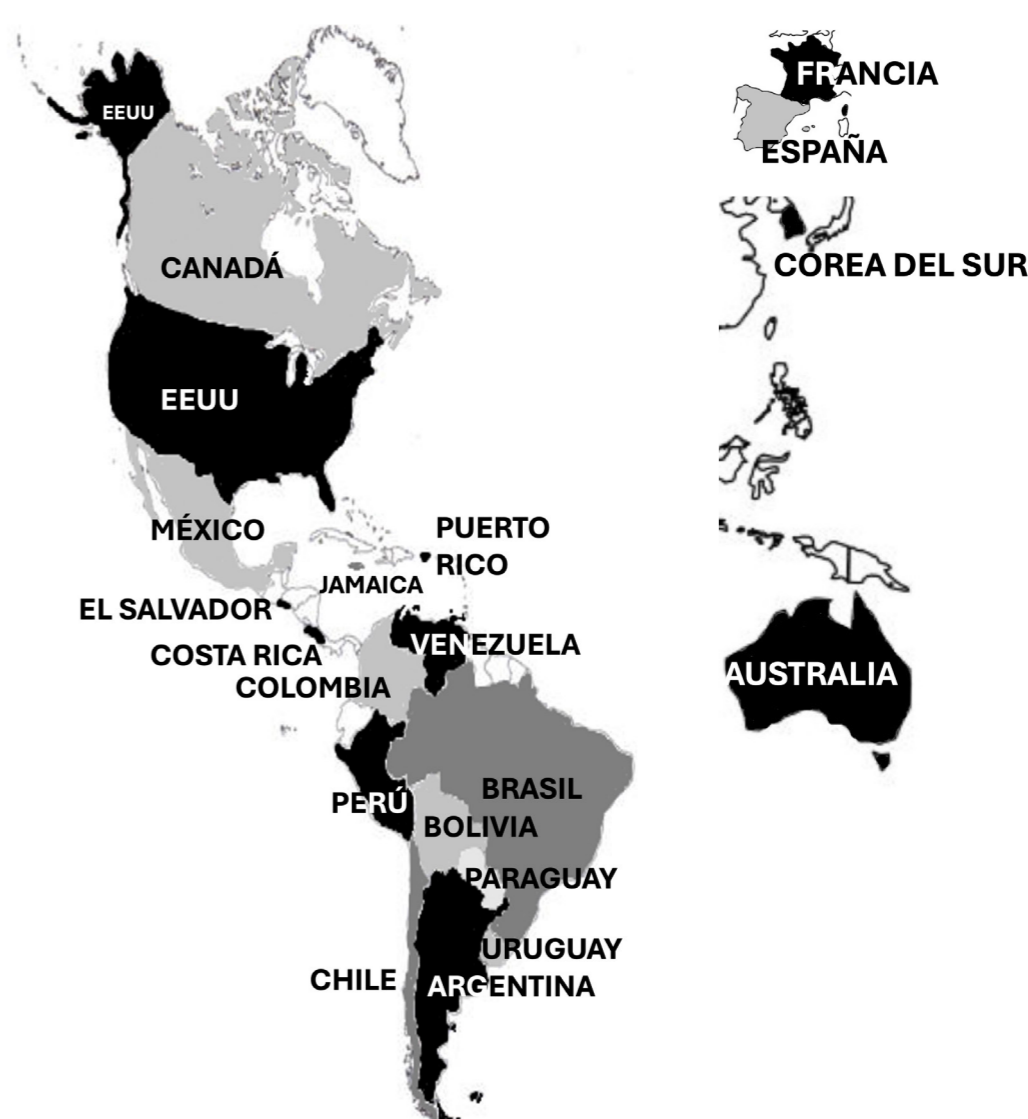 EEUU
FRANCIA
ESPAÑA
CANADÁ
COREA DEL SUR
EEUU
MÉXICO
PUERTO
RICO
JAMAICA
EL SALVADOR
COSTA RICA
VENEZUELA
COLOMBIA
AUSTRALIA
PERÚ
BRASIL
BOLIVIA
PARAGUAY
URUGUAY
CHILE
ARGENTINA